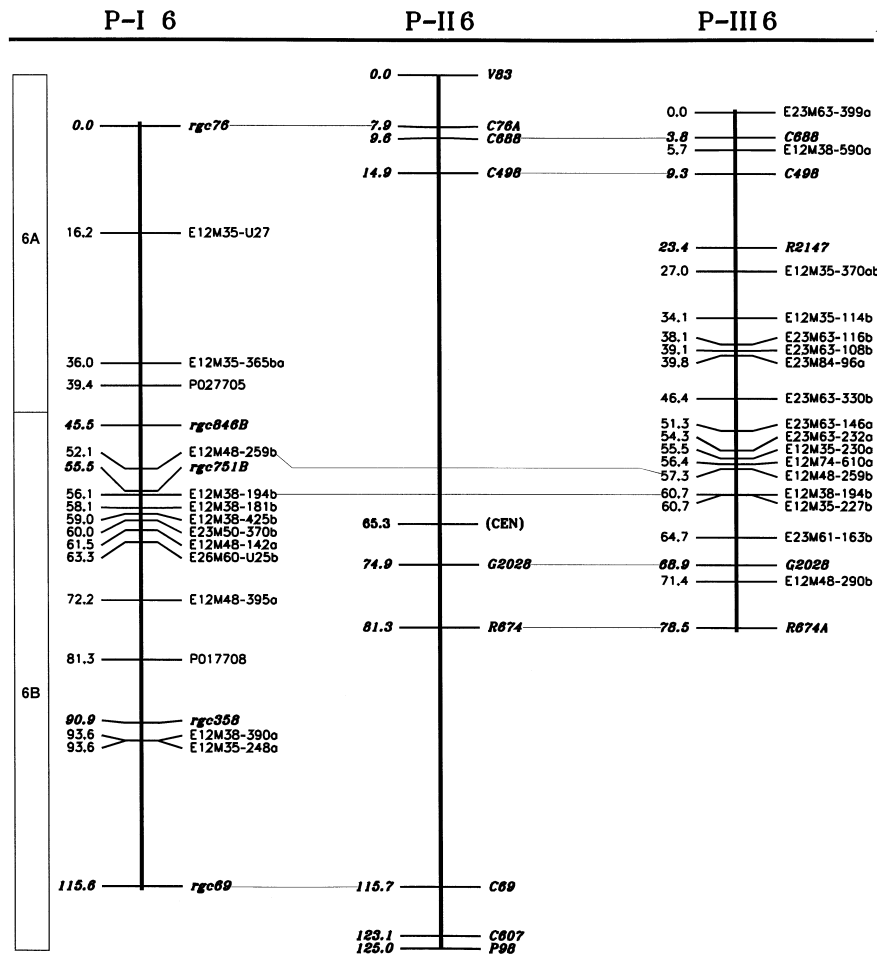 P-I 6
P-II 6
P-III 6
6A
6B
0.0 rgc76
16.2 E12M35-U27
36.0 E12M35-365ba
39.4 P027705
45.5 rgc846B
52.1 E12M48-259b
55.5 rgc751B
56.1 E12M38-194b
58.1 E12M38-181b
59.0 E12M38-425b
60.0 E23M50-370b
61.5 E12M48-142a
63.3 E26M60-U25b
72.2 E12M48-395a
81.3 P017708
90.9 rgc358
93.6 E12M38-390a
93.6 E12M35-248a
115.6 rgc69
0.0 V83
7.9 C76A
9.6 C688
14.9 C498
65.3 (CEN)
74.9 G2028
81.3 R674
115.7 C69
123.1 C607
125.0 P98
0.0 E23M63-399a
3.8 C688
5.7 E12M38-590a
9.3 C498
23.4 R2147
27.0 E12M35-370ab
34.1 E12M35-114b
38.1 E23M63-116b
39.1 E23M63-108b
39.8 E23M84-96a
46.4 E23M63-330b
51.3 E23M63-146a
54.3 E23M63-232a
55.5 E12M35-230a
56.4 E12M74-610a
57.3 E12M48-259b
60.7 E12M38-194b
60.7 E12M35-227b
64.7 E23M61-163b
68.9 G2028
71.4 E12M48-290b
78.5 R674A